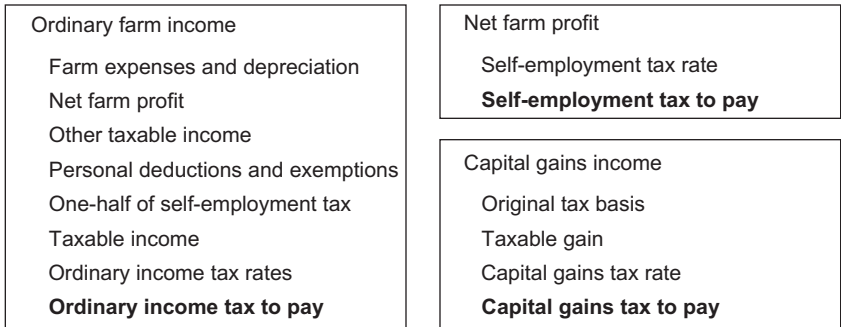 Ordinary farm income
Farm expenses and depreciation
Net farm profit
Other taxable income
Personal deductions and exemptions
One-half of self-employment tax
Taxable income
Ordinary income tax rates
Ordinary income tax to pay
Net farm profit
Self-employment tax rate
Self-employment tax to pay
Capital gains income
Original tax basis
Taxable gain
Capital gains tax rate
Capital gains tax to pay